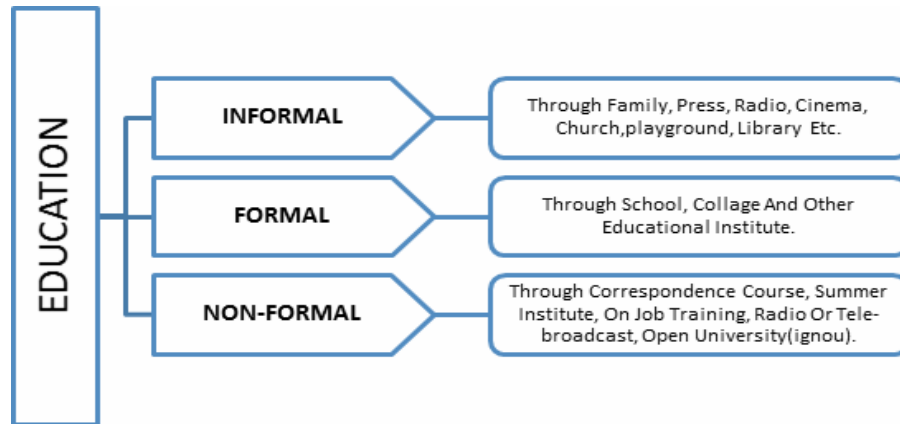 EDUCATION
INFORMAL
Through Family, Press, Radio, Cinema,
Church,playground, Library Etc.
FORMAL
Through School, Collage And Other
Educational Institute.
NON-FORMAL
Through Correspondence Course, Summer
Institute, On Job Training, Radio Or Tele-
broadcast, Open University(ignou).